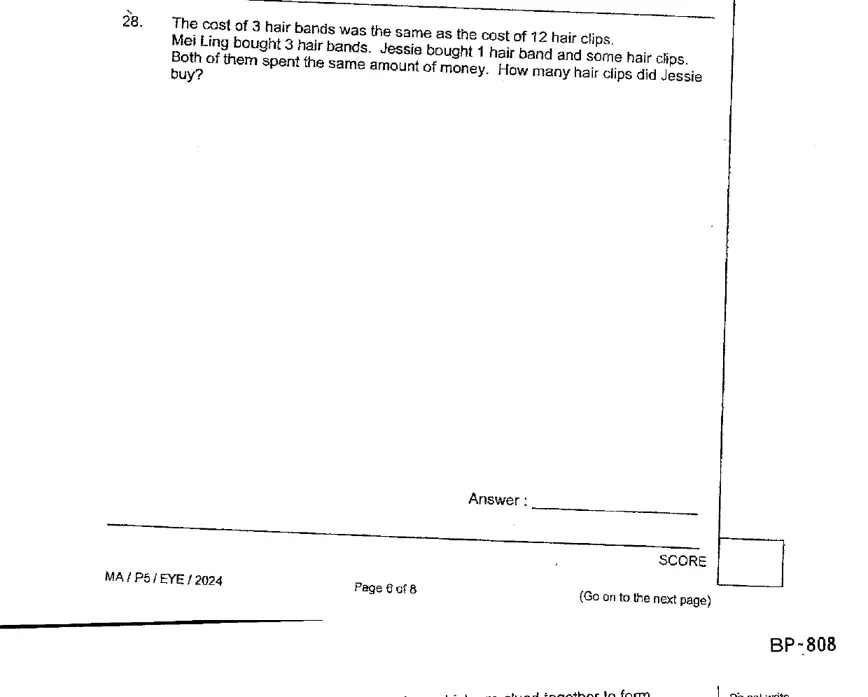 28. The cost of 3 hair bands was the same as the cost of 12 hair clips.
Mei Ling bought 3 hair bands. Jessie bought 1 hair band and some hair clips.
Both of them spent the same amount of money. How many hair clips did Jessie
buy?
Answer :
SCORE
MA / P5 / EYE / 2024
Page 6 of 8
(Go on to the next page)
BP-808
together to form